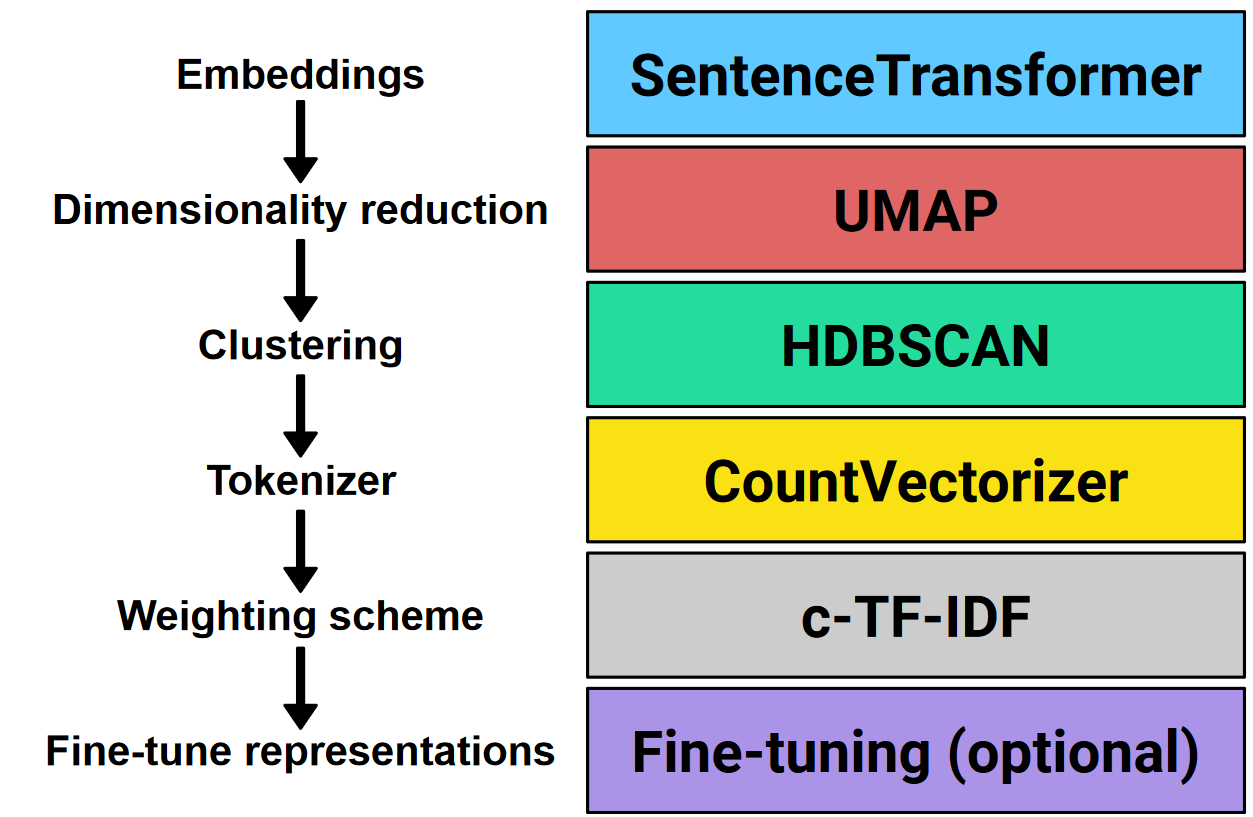 Embeddings
SentenceTransformer
Dimensionality reduction
UMAP
Clustering
HDBSCAN
Tokenizer
CountVectorizer
Weighting scheme
c-TF-IDF
Fine-tune representations
Fine-tuning (optional)